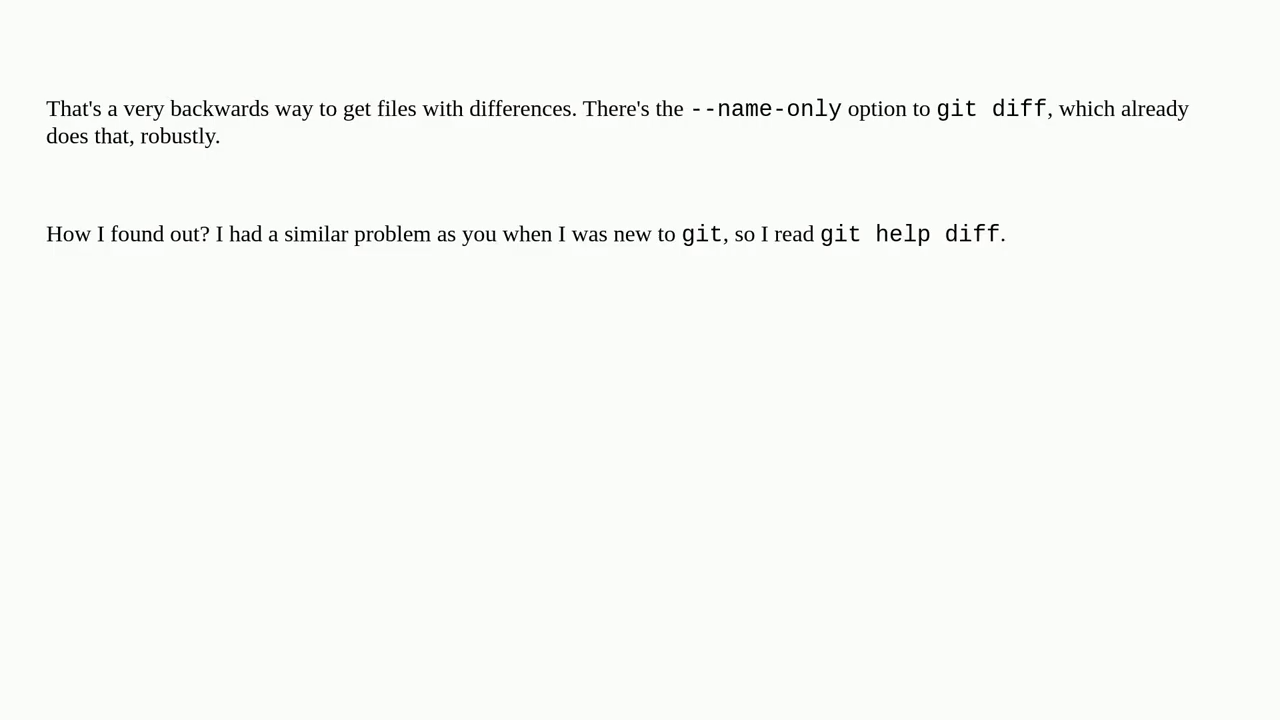 That's a very backwards way to get files with differences. There's the --name-only option to git diff, which already
does that, robustly.
How I found out? I had a similar problem as you when I was new to git, so I read git help diff.